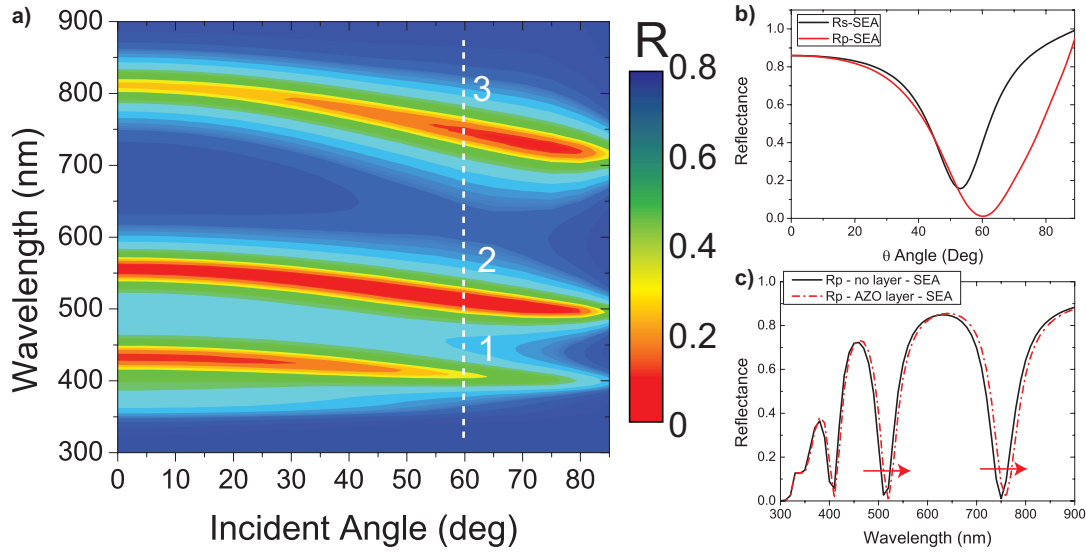 a)
900
800
700
600
500
400
300
Wavelength (nm)
0 10 20 30 40 50 60 70 80
Incident Angle (deg)
3
2
1
R
0.8
0.6
0.4
0.2
0
b)
Rs-SEA
Rp-SEA
1.0
0.8
0.6
0.4
0.2
0.0
Reflectance
0 20 40 60 80
θ Angle (Deg)
c)
Rp - no layer - SEA
Rp - AZO layer - SEA
1.0
0.8
0.6
0.4
0.2
0.0
Reflectance
300 400 500 600 700 800 900
Wavelength (nm)